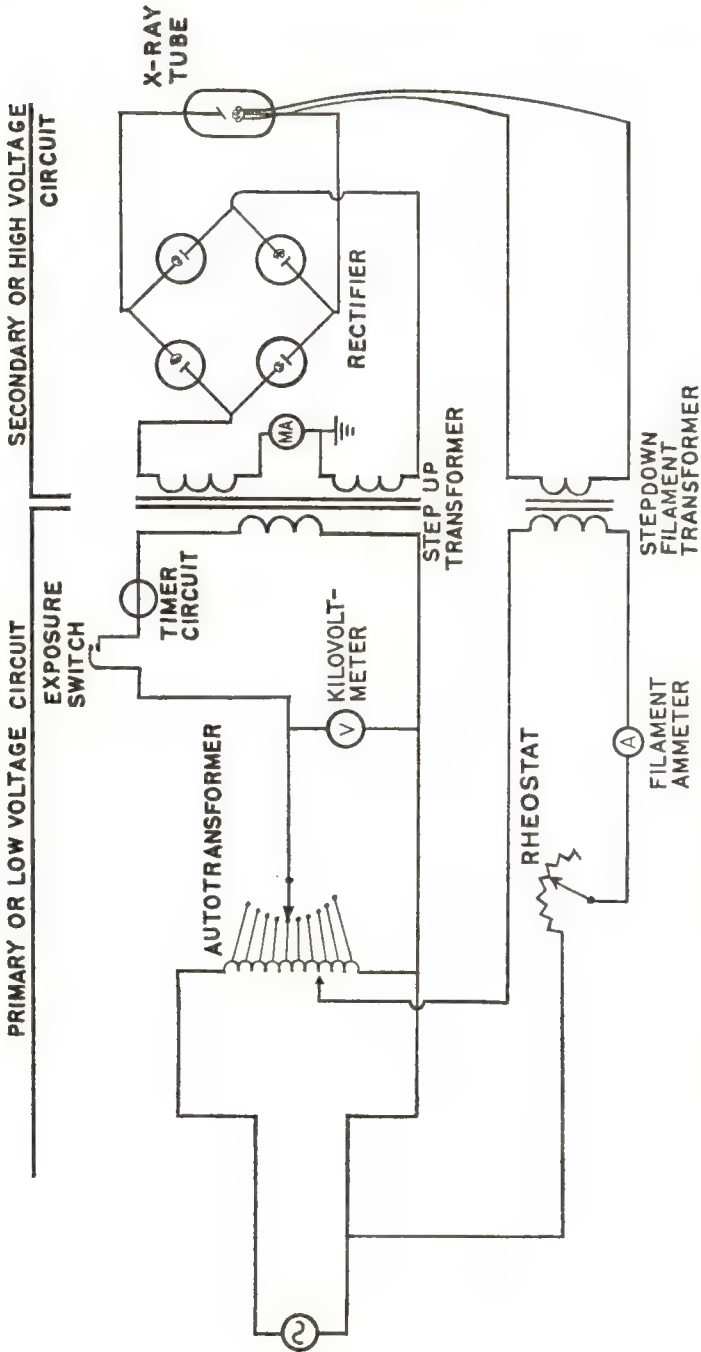 PRIMARY OR LOW VOLTAGE CIRCUIT
SECONDARY OR HIGH VOLTAGE
CIRCUIT
EXPOSURE
SWITCH
TIMER
CIRCUIT
X-RAY
TUBE
AUTOTRANSFORMER
KILOVOLT-
METER
V
MA
RECTIFIER
STEP UP
TRANSFORMER
RHEOSTAT
A
FILAMENT
AMMETER
STEPDOWN
FILAMENT
TRANSFORMER